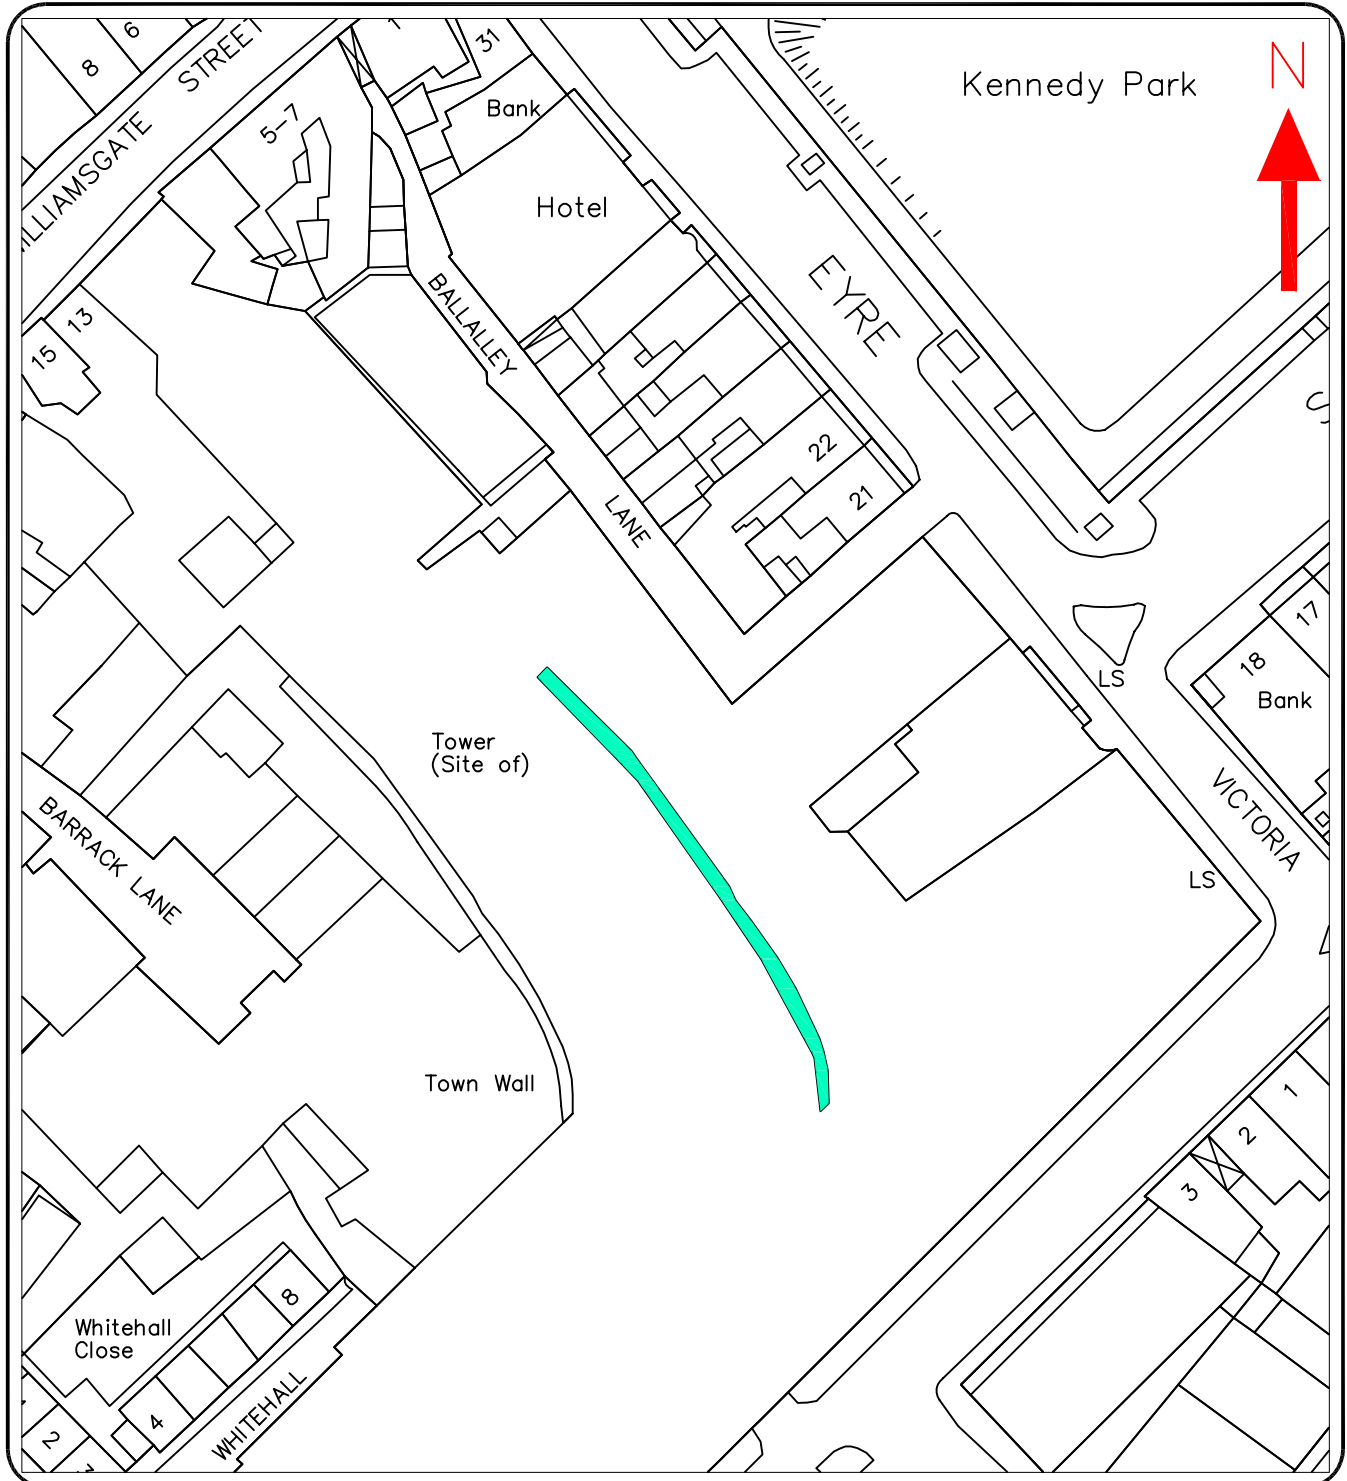 6
8
STREET
ILLIAMSGATE
1
31
Bank
5-7
Hotel
Kennedy Park
N
EYRE
BALLALLEY
LANE
13
15
22
21
S
17
18
Bank
LS
VICTORIA
LS
Tower
(Site of)
BARRACK LANE
Town Wall
1
2
3
Whitehall
Close
8
4
2
WHITEHALL